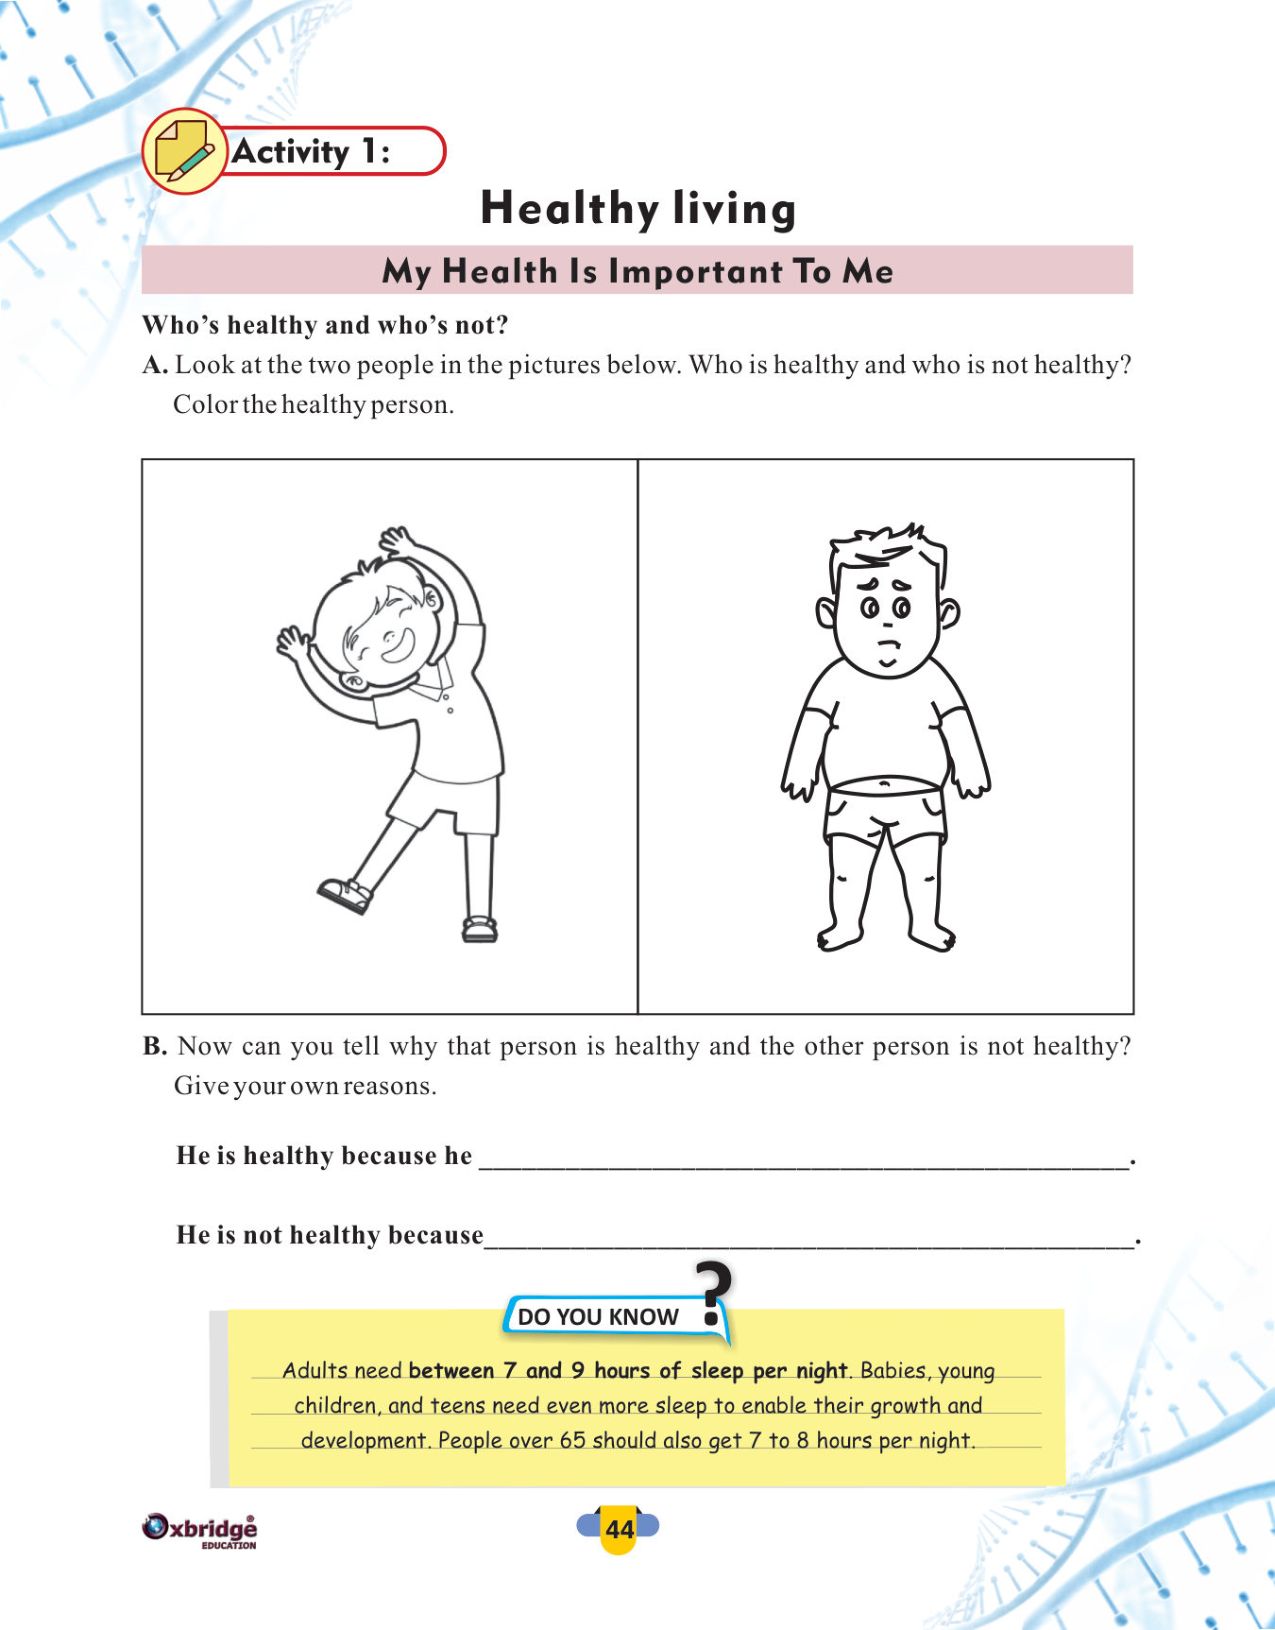 Activity 1:
Healthy living
My Health Is Important To Me
Who's healthy and who's not?
A. Look at the two people in the pictures below. Who is healthy and who is not healthy?
Color the healthy person.
B. Now can you tell why that person is healthy and the other person is not healthy?
Give your own reasons.
He is healthy because he ______________________________________________.
He is not healthy because______________________________________________.
DO YOU KNOW ?
Adults need between 7 and 9 hours of sleep per night. Babies, young
children, and teens need even more sleep to enable their growth and
development. People over 65 should also get 7 to 8 hours per night.
Oxbridge®
EDUCATION
44